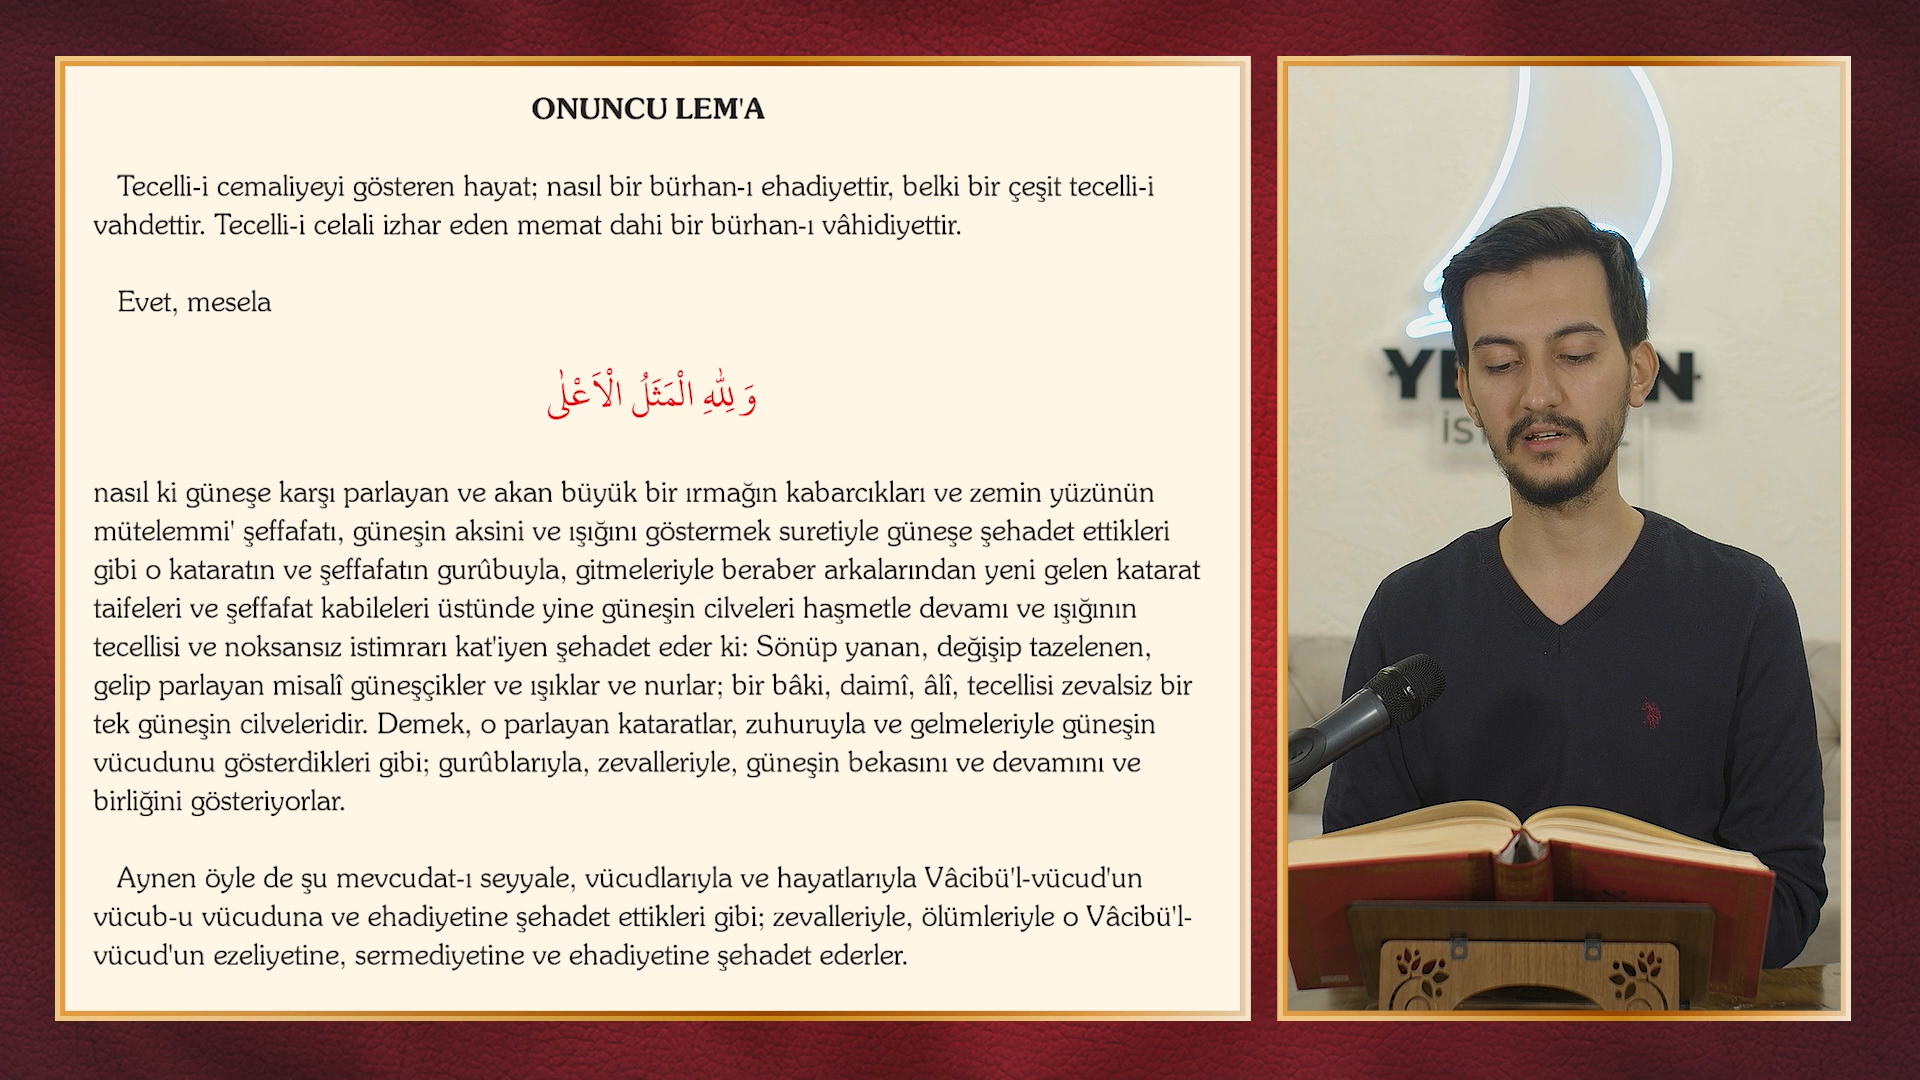 ONUNCU LEM'A
Tecelli-i cemaliyeyi gösteren hayat; nasıl bir bürhan-ı ehadiyettir, belki bir çeşit tecelli-i
vahdettir. Tecelli-i celali izhar eden memat dahi bir bürhan-ı vâhidiyettir.
Evet, mesela
وَ لِلّٰهِ الْمَثَلُ الْاَعْلٰى
nasıl ki güneşe karşı parlayan ve akan büyük bir ırmağın kabarcıkları ve zemin yüzünün
mütelemmi' şeffafatı, güneşin aksini ve ışığını göstermek suretiyle güneşe şehadet ettikleri
gibi o kataratın ve şeffafatın gurûbuyla, gitmeleriyle beraber arkalarından yeni gelen katarat
taifeleri ve şeffafat kabileleri üstünde yine güneşin cilveleri haşmetle devamı ve ışığının
tecellisi ve noksansız istimrarı kat'iyen şehadet eder ki: Sönüp yanan, değişip tazelenen,
gelip parlayan misalî güneşçikler ve ışıklar ve nurlar; bir bâki, daimî, âlî, tecellisi zevalsiz bir
tek güneşin cilveleridir. Demek, o parlayan kataratlar, zuhuruyla ve gelmeleriyle güneşin
vücudunu gösterdikleri gibi; gurûblarıyla, zevalleriyle, güneşin bekasını ve devamını ve
birliğini gösteriyorlar.
Aynen öyle de şu mevcudat-ı seyyale, vücudlarıyla ve hayatlarıyla Vâcibü'l-vücud'un
vücub-u vücuduna ve ehadiyetine şehadet ettikleri gibi; zevalleriyle, ölümleriyle o Vâcibü'l-
vücud'un ezeliyetine, sermediyetine ve ehadiyetine şehadet ederler.